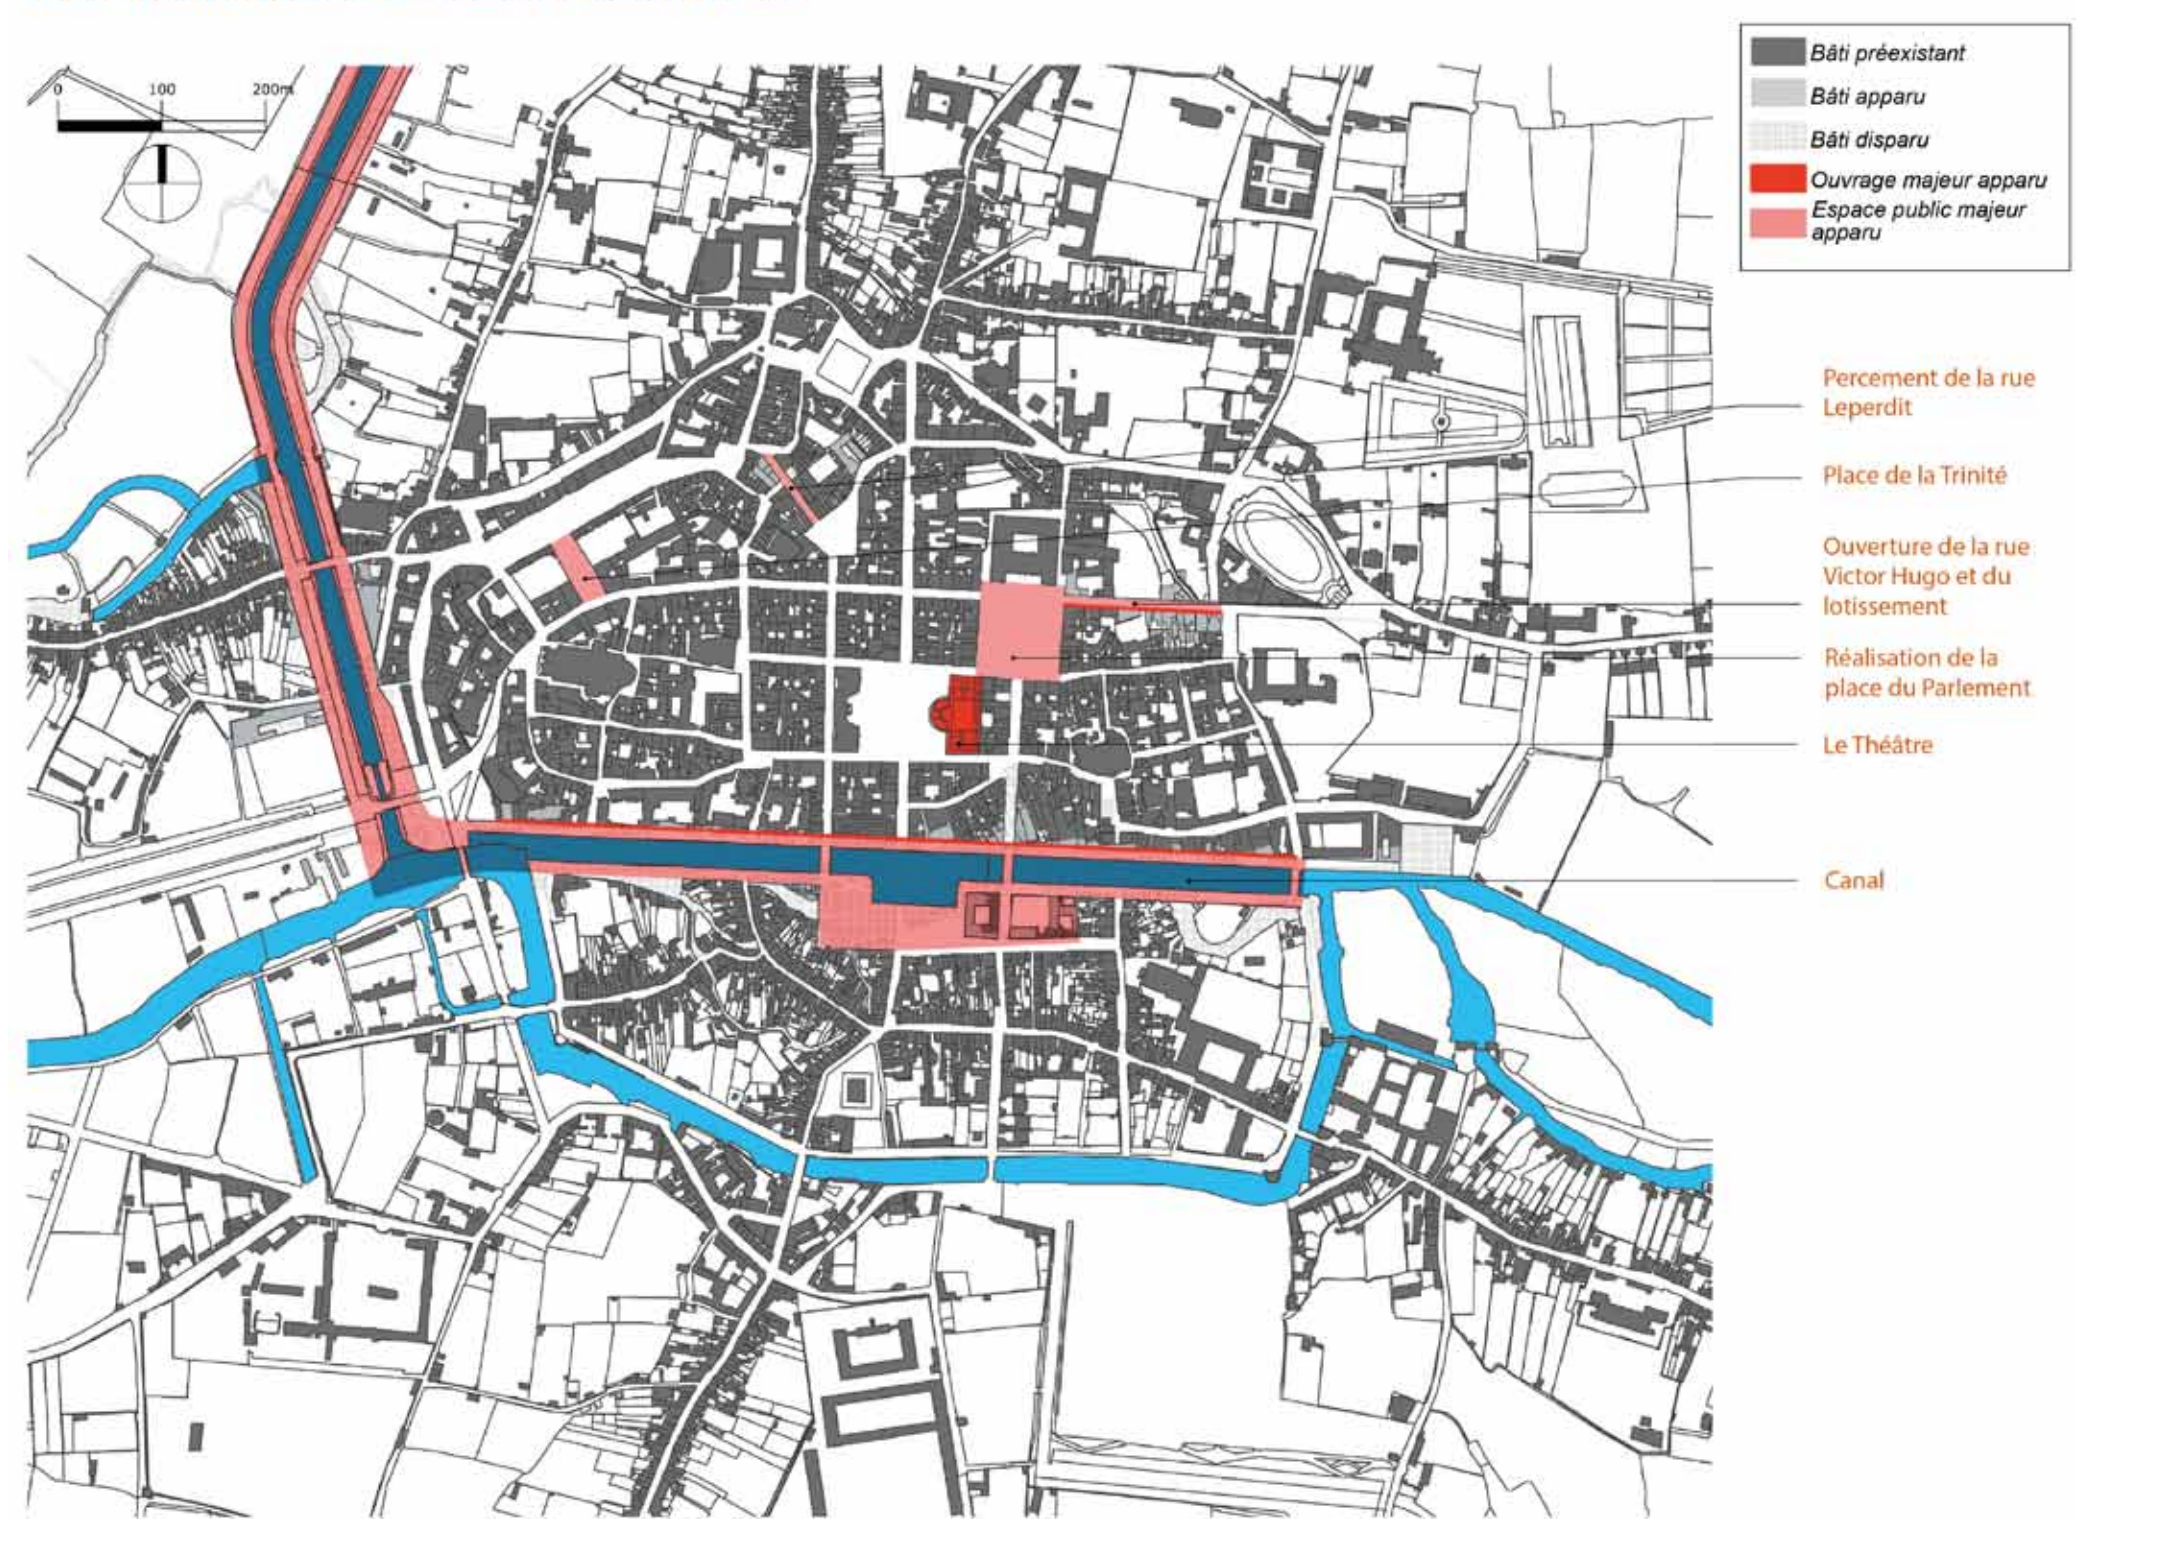 0 100 200m
Bâti préexistant
Bâti apparu
Bâti disparu
Ouvrage majeur apparu
Espace public majeur
apparu
Percement de la rue
Leperdit
Place de la Trinité
Ouverture de la rue
Victor Hugo et du
lotissement
Réalisation de la
place du Parlement
Le Théâtre
Canal